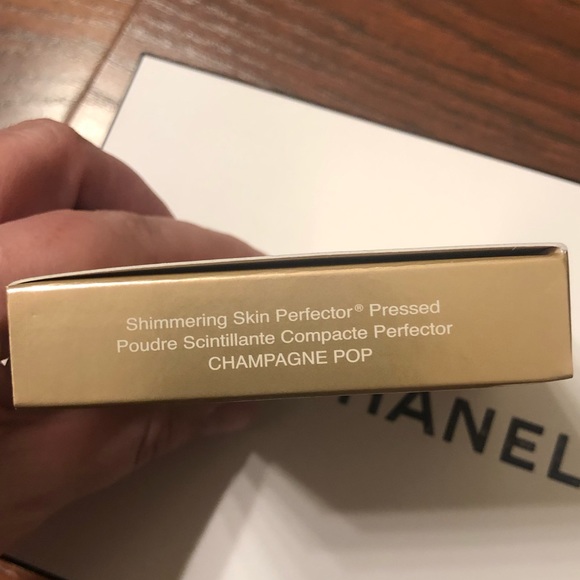 Shimmering Skin Perfector® Pressed
Poudre Scintillante Compacte Perfector
CHAMPAGNE POP
HANEL